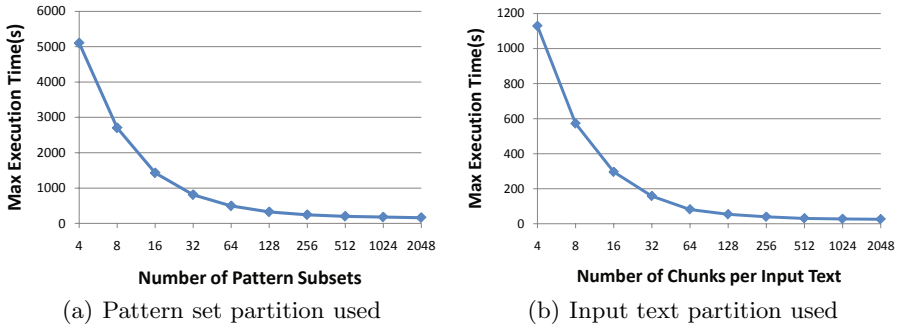 Max Execution Time(s)
6000
5000
4000
3000
2000
1000
0
4 8 16 32 64 128 256 512 1024 2048
Number of Pattern Subsets
(a) Pattern set partition used
Max Execution Time(s)
1200
1000
800
600
400
200
0
4 8 16 32 64 128 256 512 1024 2048
Number of Chunks per Input Text
(b) Input text partition used